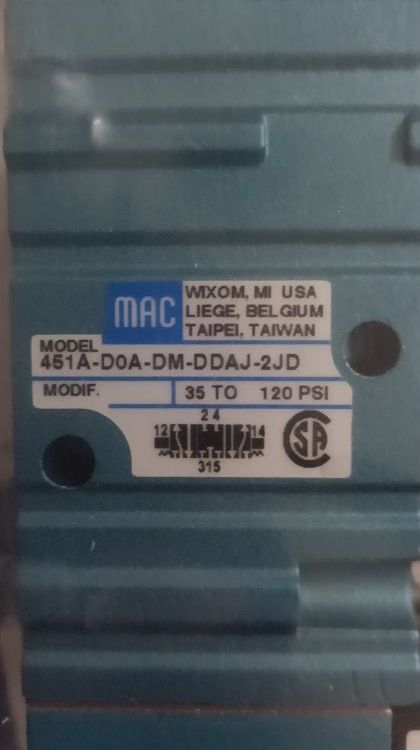 MAC
WIXOM, MI USA
LIEGE, BELGIUM
TAIPEI, TAIWAN
MODEL
451A-D0A-DM-DDAJ-2JD
MODIF.
35 TO 120 PSI
2 4
12 14
315
SA